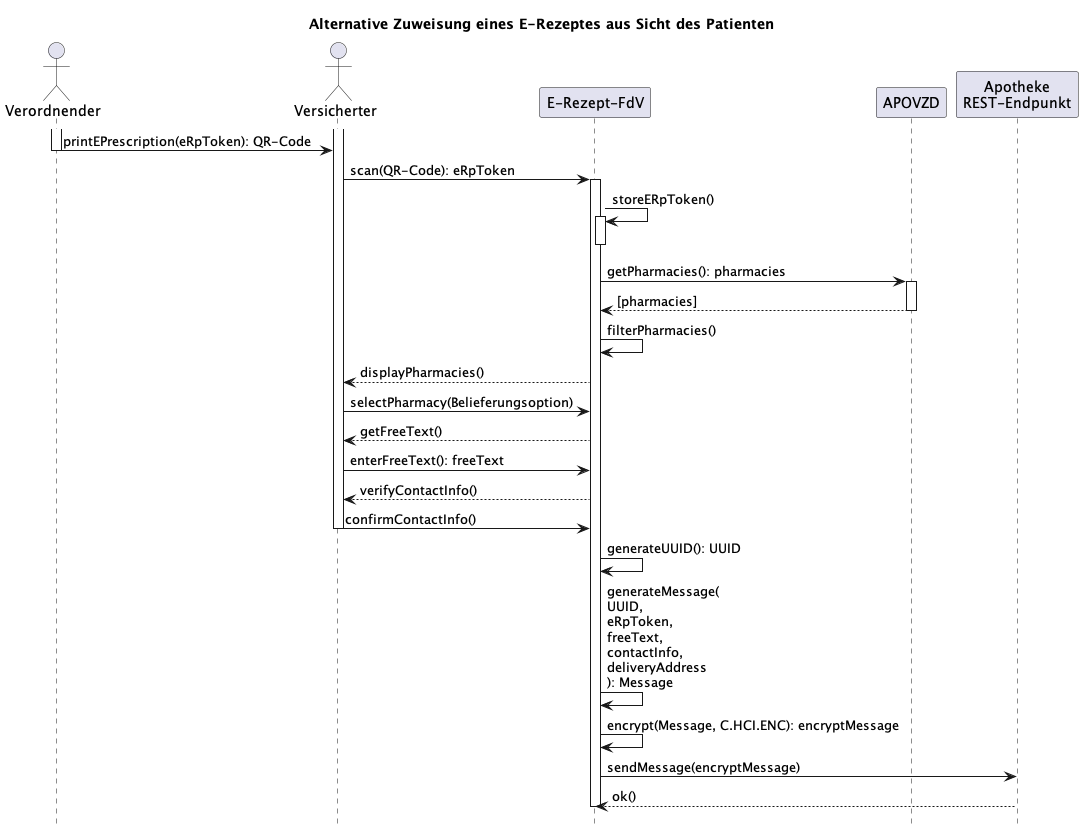 Alternative Zuweisung eines E-Rezeptes aus Sicht des Patienten
Verordnender
Versicherter
E-Rezept-FdV
APOVZD
Apotheke
REST-Endpunkt
printEPrescription(eRpToken): QR-Code
scan(QR-Code): eRpToken
storeERpToken()
getPharmacies(): pharmacies
[pharmacies]
filterPharmacies()
displayPharmacies()
selectPharmacy(Belieferungsoption)
getFreeText()
enterFreeText(): freeText
verifyContactInfo()
confirmContactInfo()
generateUUID(): UUID
generateMessage(
UUID,
eRpToken,
freeText,
contactInfo,
deliveryAddress
): Message
encrypt(Message, C.HCI.ENC): encryptMessage
sendMessage(encryptMessage)
ok()